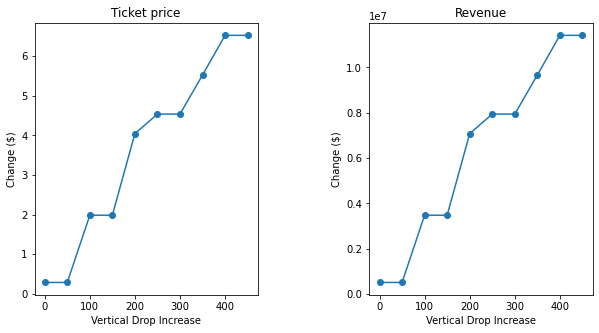 Ticket price
Change ($)
6
5
4
3
2
1
0
0 100 200 300 400
Vertical Drop Increase
Revenue
1e7
Change ($)
1.0
0.8
0.6
0.4
0.2
0.0
0 100 200 300 400
Vertical Drop Increase